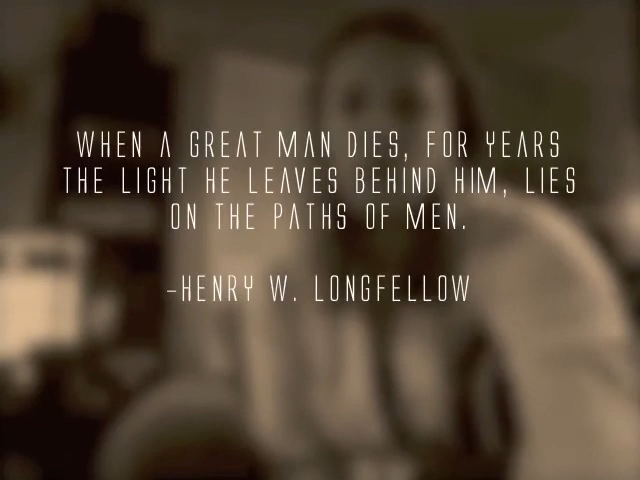 WHEN A GREAT MAN DIES, FOR YEARS
THE LIGHT HE LEAVES BEHIND HIM, LIES
ON THE PATHS OF MEN.
-HENRY W. LONGFELLOW